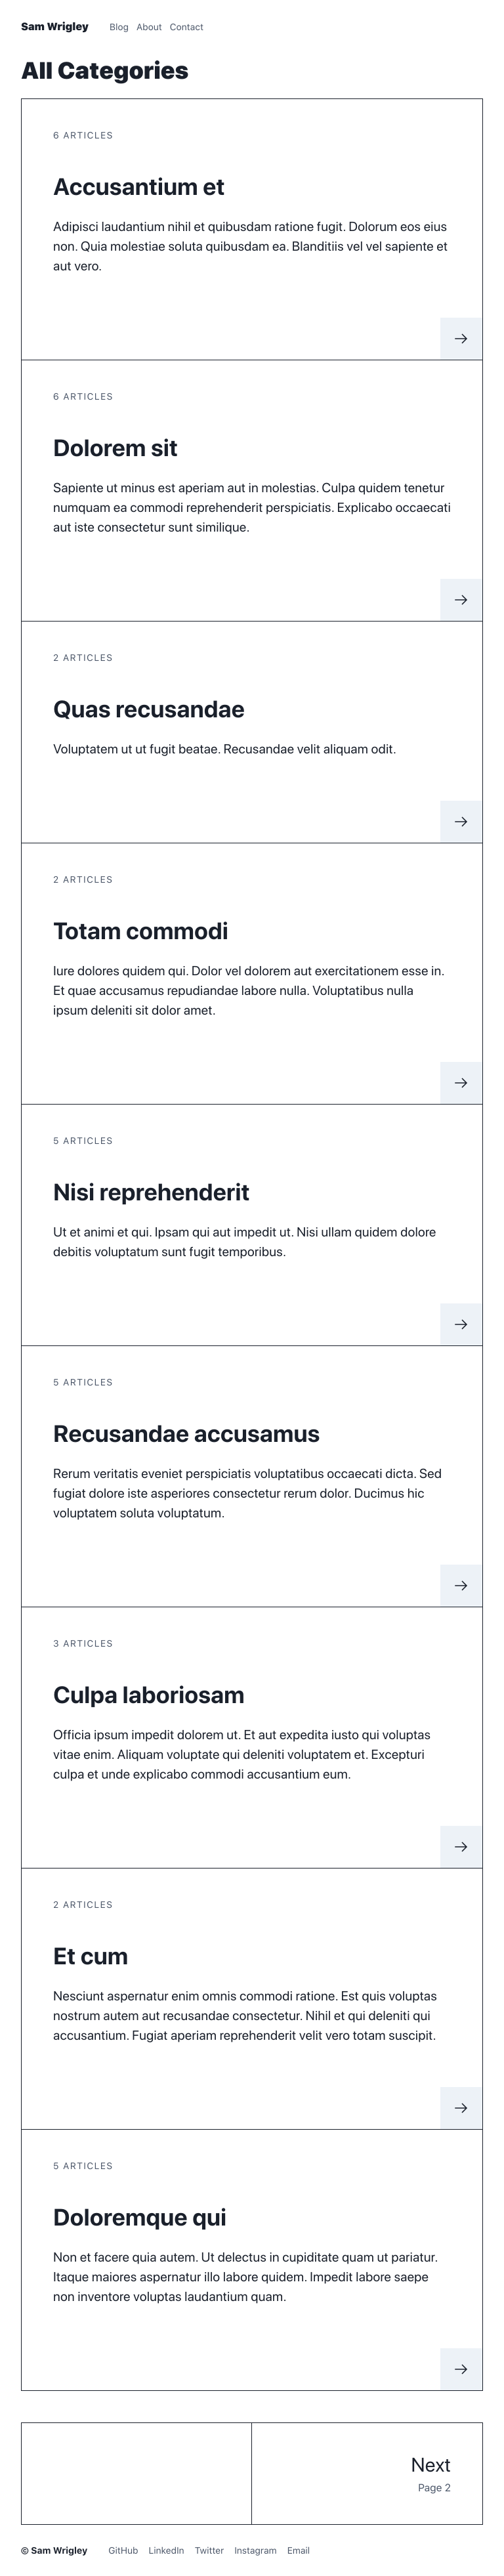 Sam Wrigley Blog About Contact
All Categories
6 ARTICLES
Accusantium et
Adipisci laudantium nihil et quibusdam ratione fugit. Dolorum eos eius
non. Quia molestiae soluta quibusdam ea. Blanditiis vel vel sapiente et
aut vero.
6 ARTICLES
Dolorem sit
Sapiente ut minus est aperiam aut in molestias. Culpa quidem tenetur
numquam ea commodi reprehenderit perspiciatis. Explicabo occaecati
aut iste consectetur sunt similique.
2 ARTICLES
Quas recusandae
Voluptatem ut ut fugit beatae. Recusandae velit aliquam odit.
2 ARTICLES
Totam commodi
Iure dolores quidem qui. Dolor vel dolorem aut exercitationem esse in.
Et quae accusamus repudiandae labore nulla. Voluptatibus nulla
ipsum deleniti sit dolor amet.
5 ARTICLES
Nisi reprehenderit
Ut et animi et qui. Ipsam qui aut impedit ut. Nisi ullam quidem dolore
debitis voluptatum sunt fugit temporibus.
5 ARTICLES
Recusandae accusamus
Rerum veritatis eveniet perspiciatis voluptatibus occaecati dicta. Sed
fugiat dolore iste asperiores consectetur rerum dolor. Ducimus hic
voluptatem soluta voluptatum.
3 ARTICLES
Culpa laboriosam
Officia ipsum impedit dolorem ut. Et aut expedita iusto qui voluptas
vitae enim. Aliquam voluptate qui deleniti voluptatem et. Excepturi
culpa et unde explicabo commodi accusantium eum.
2 ARTICLES
Et cum
Nesciunt aspernatur enim omnis commodi ratione. Est quis voluptas
nostrum autem aut recusandae consectetur. Nihil et qui deleniti qui
accusantium. Fugiat aperiam reprehenderit velit vero totam suscipit.
5 ARTICLES
Doloremque qui
Non et facere quia autem. Ut delectus in cupiditate quam ut pariatur.
Itaque maiores aspernatur illo labore quidem. Impedit labore saepe
non inventore voluptas laudantium quam.
Next
Page 2
© Sam Wrigley GitHub LinkedIn Twitter Instagram Email